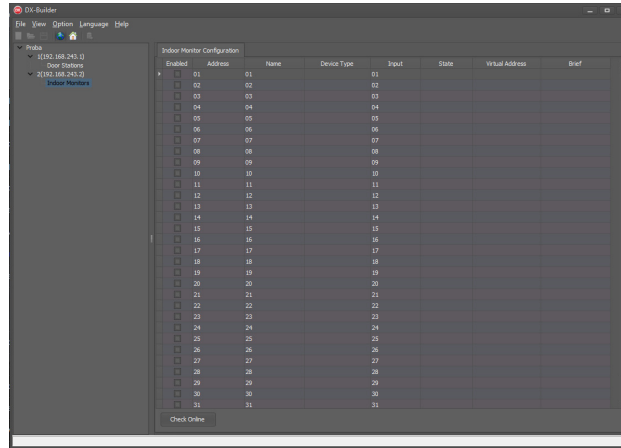 DX-Builder
File View Option Language Help
Proba
1(192.168.243.1)
Door Stations
2(192.168.243.2)
Indoor Monitors
Indoor Monitor Configuration
Enabled Address Name Device Type Input State Virtual Address Brief
01 01 01
02 02 02
03 03 03
04 04 04
05 05 05
06 06 06
07 07 07
08 08 08
09 09 09
10 10 10
11 11 11
12 12 12
13 13 13
14 14 14
15 15 15
16 16 16
17 17 17
18 18 18
19 19 19
20 20 20
21 21 21
22 22 22
23 23 23
24 24 24
25 25 25
26 26 26
27 27 27
28 28 28
29 29 29
30 30 30
31 31 31
Check Online